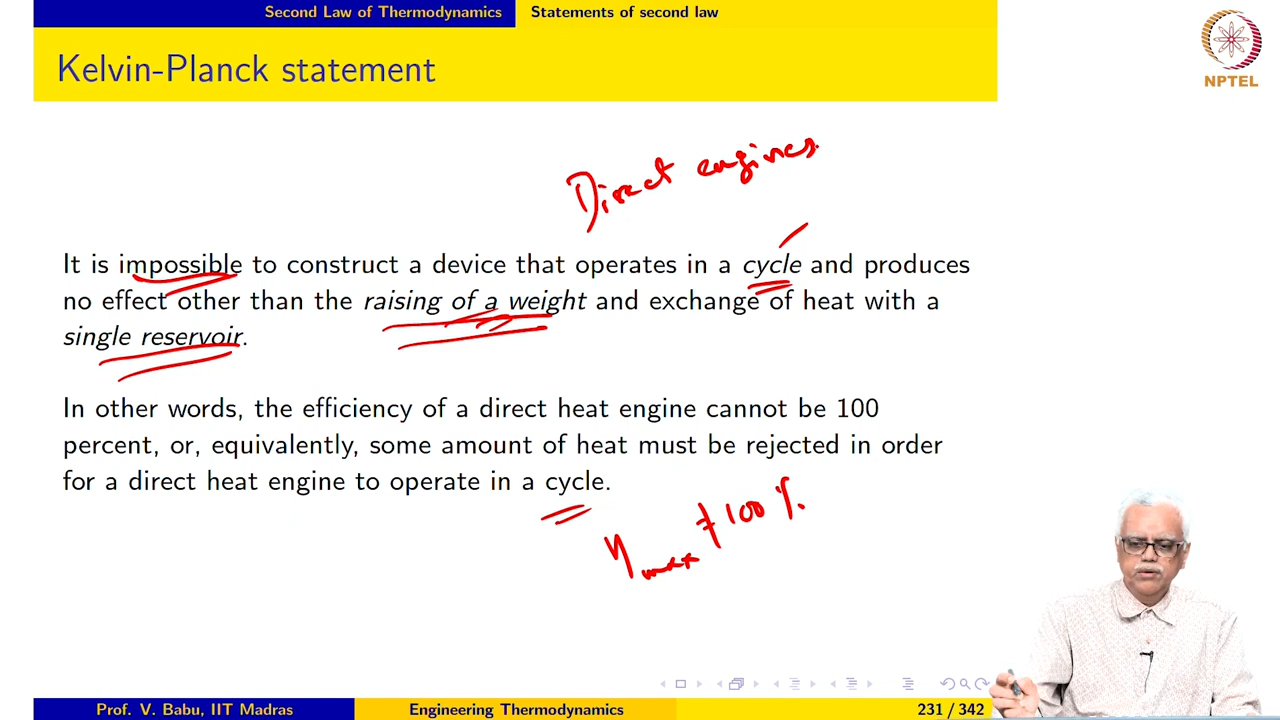 Second Law of Thermodynamics Statements of second law
Kelvin-Planck statement
NPTEL
Direct engines.
It is impossible to construct a device that operates in a cycle and produces
no effect other than the raising of a weight and exchange of heat with a
single reservoir.
In other words, the efficiency of a direct heat engine cannot be 100
percent, or, equivalently, some amount of heat must be rejected in order
for a direct heat engine to operate in a cycle.
ηmax ≠ 100 %.
Prof. V. Babu, IIT Madras Engineering Thermodynamics 231 / 342